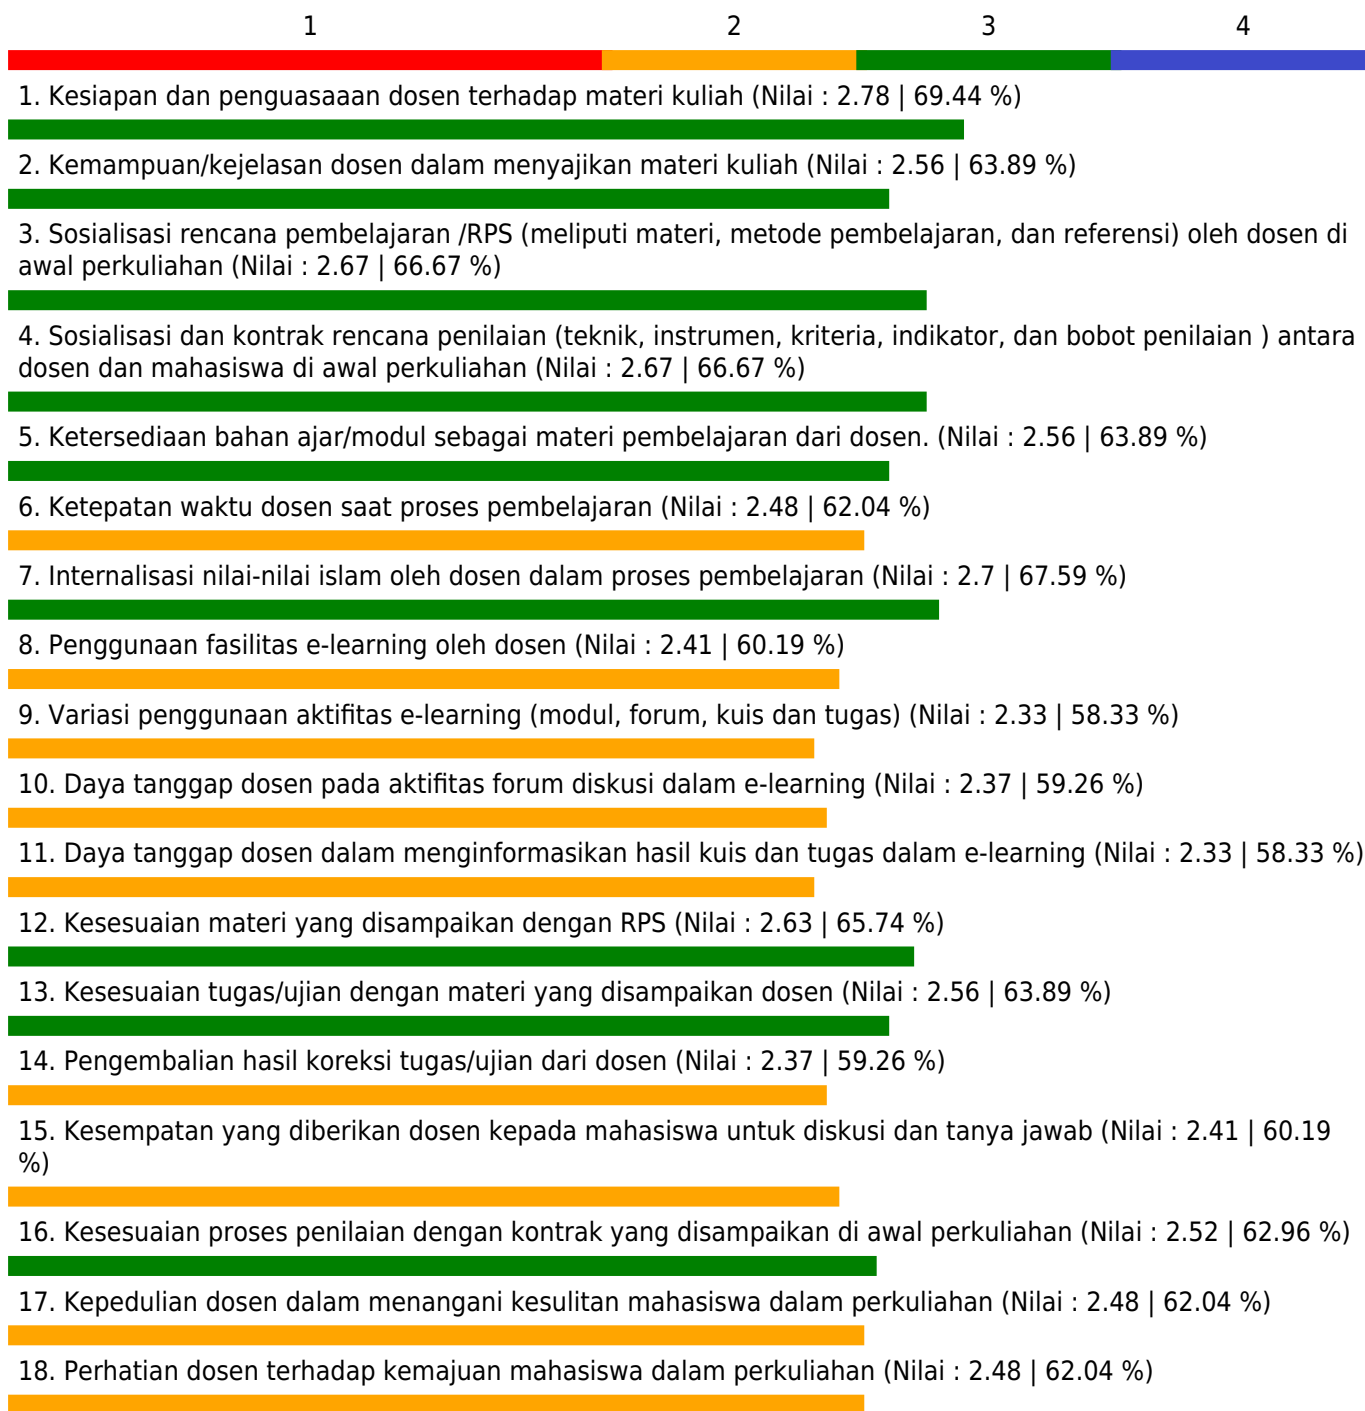 1 2 3 4
1. Kesiapan dan penguasaaan dosen terhadap materi kuliah (Nilai : 2.78 | 69.44 %)
2. Kemampuan/kejelasan dosen dalam menyajikan materi kuliah (Nilai : 2.56 | 63.89 %)
3. Sosialisasi rencana pembelajaran /RPS (meliputi materi, metode pembelajaran, dan referensi) oleh dosen di
awal perkuliahan (Nilai : 2.67 | 66.67 %)
4. Sosialisasi dan kontrak rencana penilaian (teknik, instrumen, kriteria, indikator, dan bobot penilaian ) antara
dosen dan mahasiswa di awal perkuliahan (Nilai : 2.67 | 66.67 %)
5. Ketersediaan bahan ajar/modul sebagai materi pembelajaran dari dosen. (Nilai : 2.56 | 63.89 %)
6. Ketepatan waktu dosen saat proses pembelajaran (Nilai : 2.48 | 62.04 %)
7. Internalisasi nilai-nilai islam oleh dosen dalam proses pembelajaran (Nilai : 2.7 | 67.59 %)
8. Penggunaan fasilitas e-learning oleh dosen (Nilai : 2.41 | 60.19 %)
9. Variasi penggunaan aktifitas e-learning (modul, forum, kuis dan tugas) (Nilai : 2.33 | 58.33 %)
10. Daya tanggap dosen pada aktifitas forum diskusi dalam e-learning (Nilai : 2.37 | 59.26 %)
11. Daya tanggap dosen dalam menginformasikan hasil kuis dan tugas dalam e-learning (Nilai : 2.33 | 58.33 %)
12. Kesesuaian materi yang disampaikan dengan RPS (Nilai : 2.63 | 65.74 %)
13. Kesesuaian tugas/ujian dengan materi yang disampaikan dosen (Nilai : 2.56 | 63.89 %)
14. Pengembalian hasil koreksi tugas/ujian dari dosen (Nilai : 2.37 | 59.26 %)
15. Kesempatan yang diberikan dosen kepada mahasiswa untuk diskusi dan tanya jawab (Nilai : 2.41 | 60.19
%)
16. Kesesuaian proses penilaian dengan kontrak yang disampaikan di awal perkuliahan (Nilai : 2.52 | 62.96 %)
17. Kepedulian dosen dalam menangani kesulitan mahasiswa dalam perkuliahan (Nilai : 2.48 | 62.04 %)
18. Perhatian dosen terhadap kemajuan mahasiswa dalam perkuliahan (Nilai : 2.48 | 62.04 %)